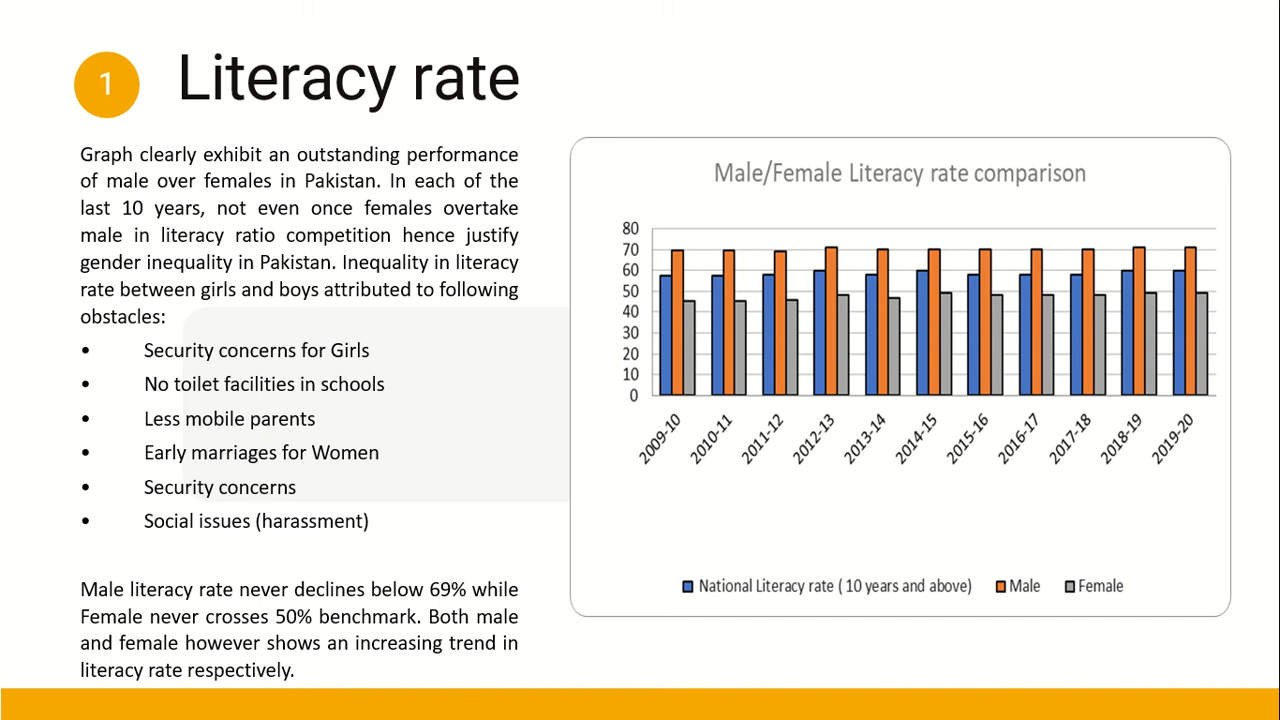 1
Literacy rate
Graph clearly exhibit an outstanding performance
of male over females in Pakistan. In each of the
last 10 years, not even once females overtake
male in literacy ratio competition hence justify
gender inequality in Pakistan. Inequality in literacy
rate between girls and boys attributed to following
obstacles:
• Security concerns for Girls
• No toilet facilities in schools
• Less mobile parents
• Early marriages for Women
• Security concerns
• Social issues (harassment)
Male literacy rate never declines below 69% while
Female never crosses 50% benchmark. Both male
and female however shows an increasing trend in
literacy rate respectively.
Male/Female Literacy rate comparison
80
70
60
50
40
30
20
10
0
2009-10
2010-11
2011-12
2012-13
2013-14
2014-15
2015-16
2016-17
2017-18
2018-19
2019-20
National Literacy rate ( 10 years and above) Male Female